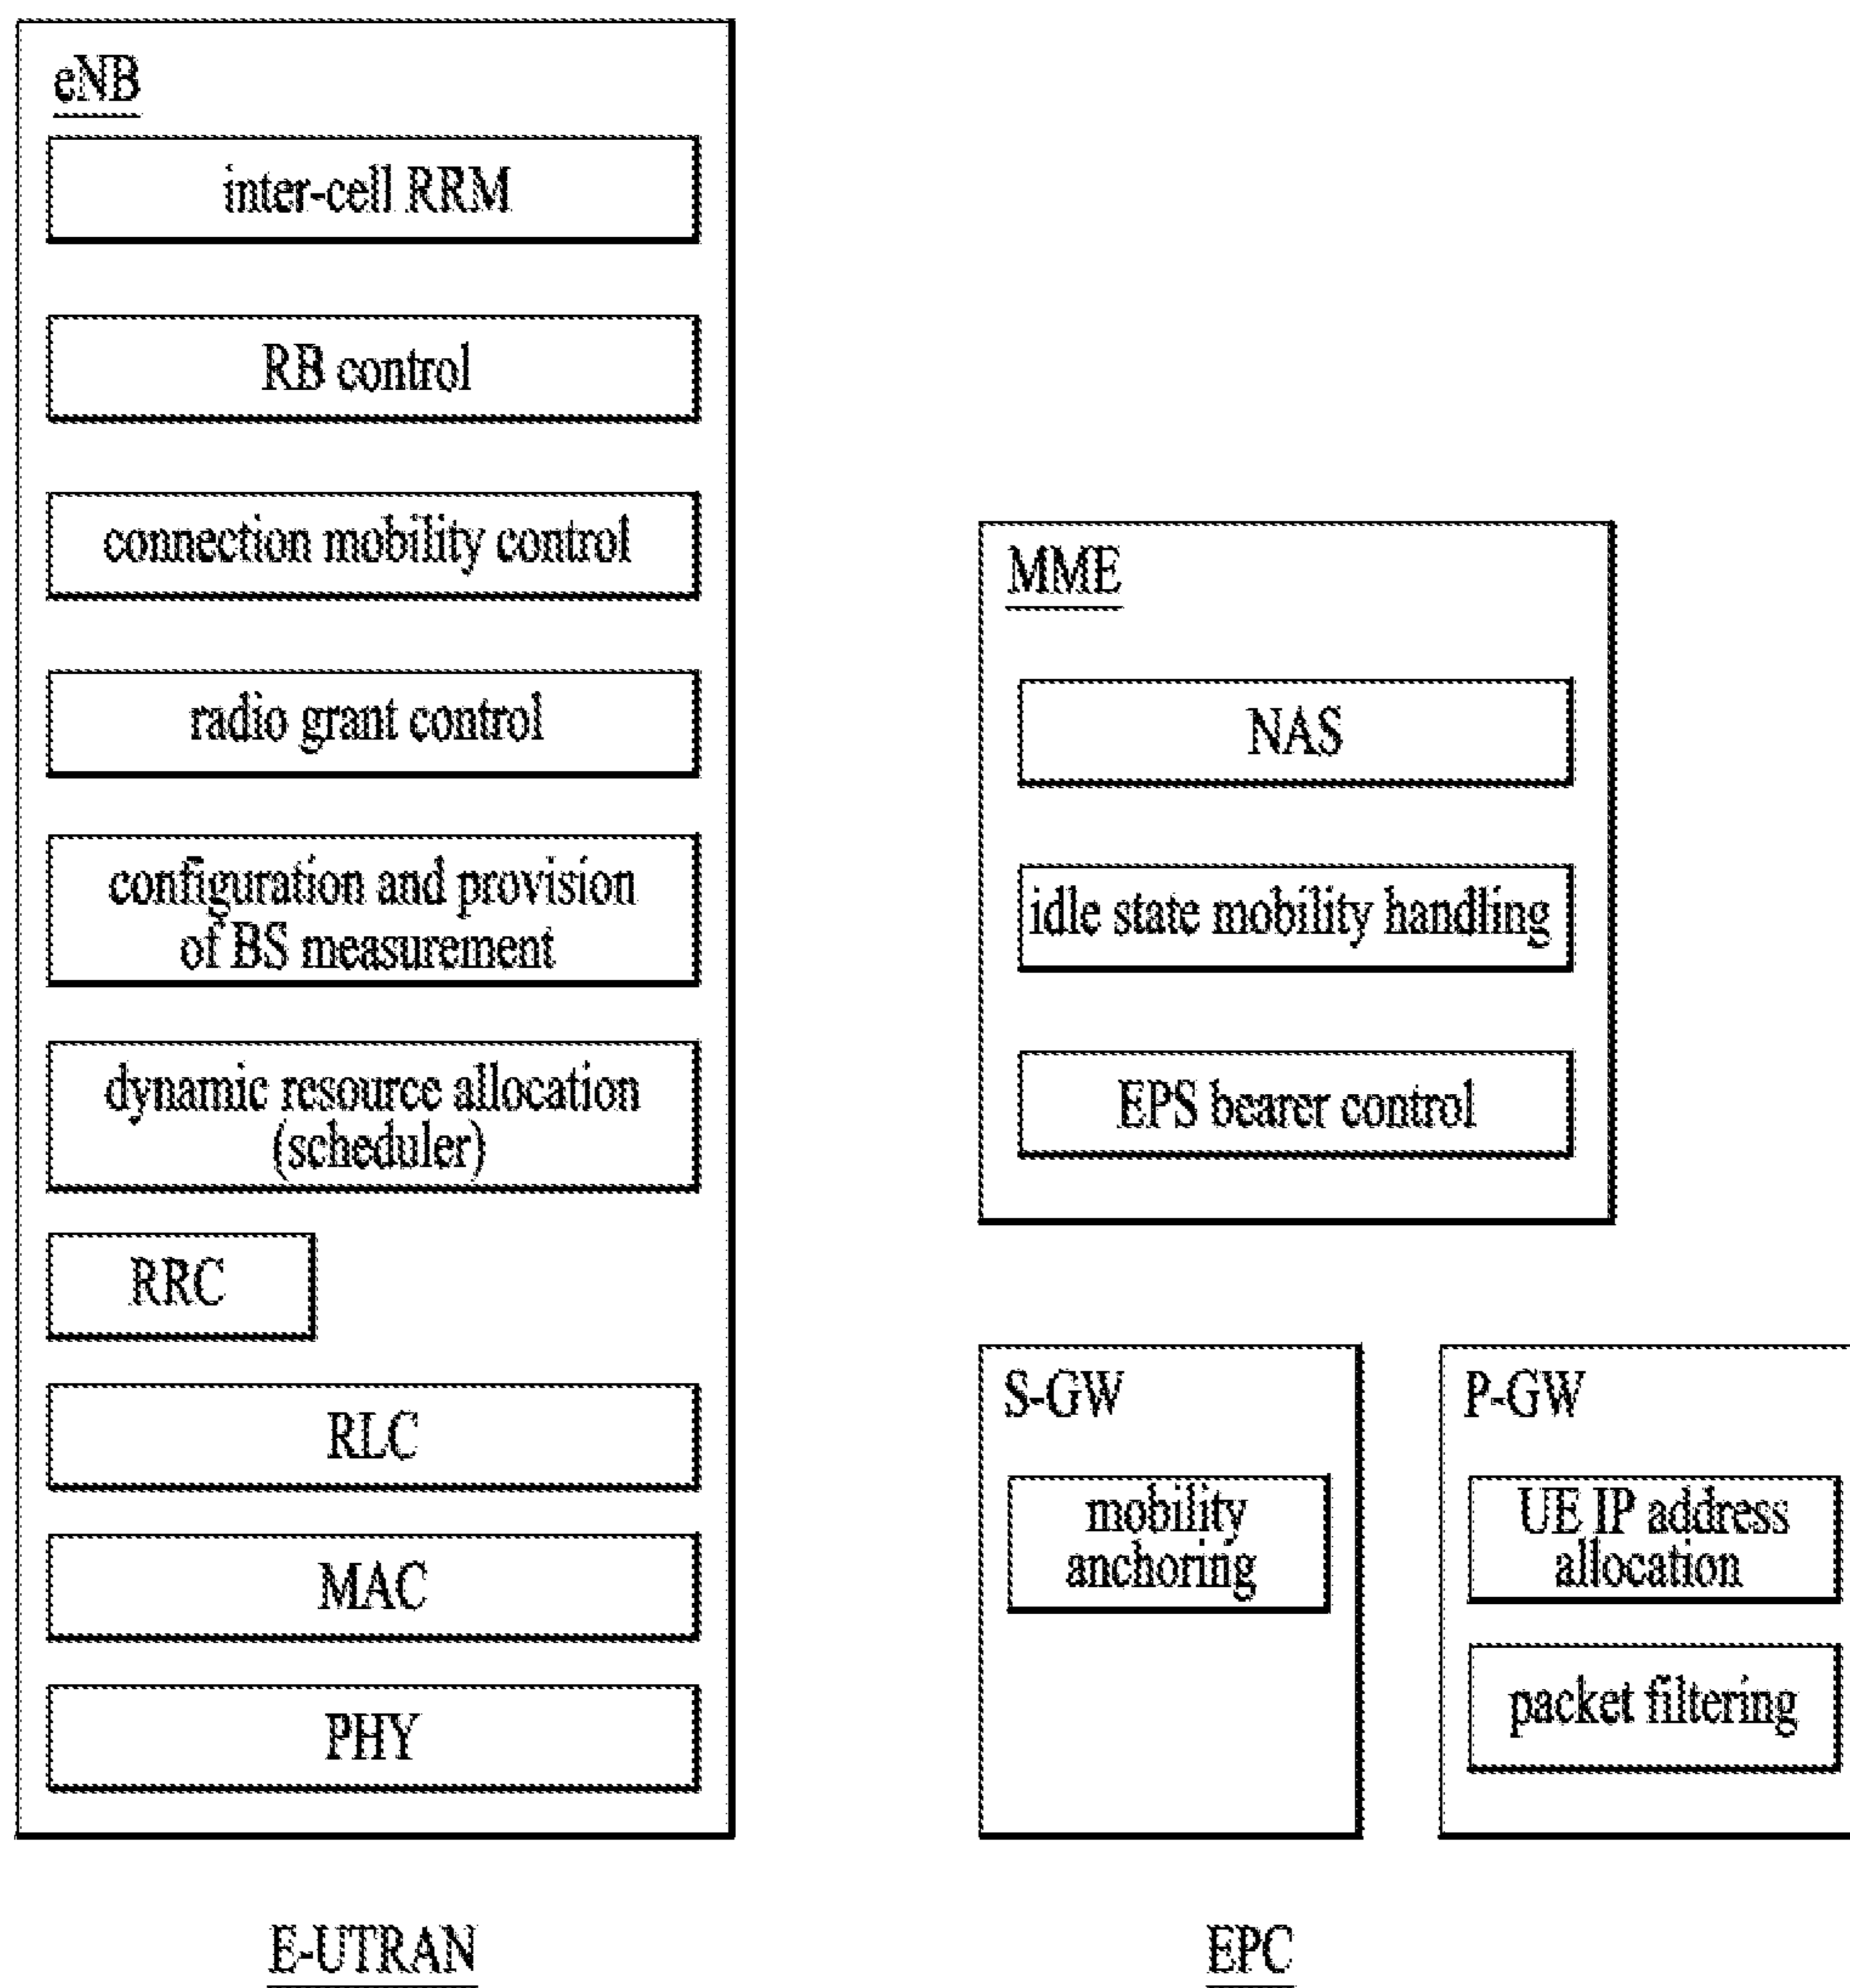 eNB
inter-cell RRM
RB control
connection mobility control
radio grant control
configuration and provision
of BS measurement
dynamic resource allocation
(scheduler)
RRC
RLC
MAC
PHY
E-UTRAN
MME
NAS
idle state mobility handling
EPS bearer control
S-GW
mobility
anchoring
P-GW
UE IP address
allocation
packet filtering
EPC